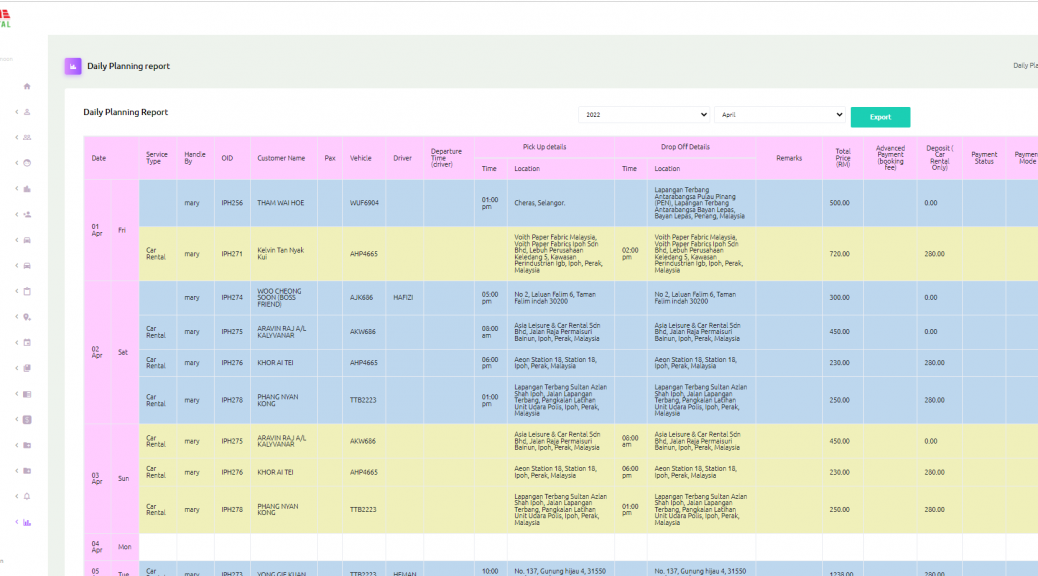 Daily Planning report
Daily Pla
Daily Planning Report
2022
April
Export
Date
Service Type
Handle By
OID
Customer Name
Pax
Vehicle
Driver
Departure Time (driver)
Pick Up details
Drop Off Details
Time
Location
Time
Location
Remarks
Total Price (RM)
Advanced Payment (booking fee)
Deposit ( Car Rental Only)
Payment Status
Paymen Mode
01 Apr
Fri
mary IPH256 THAM WAI HOE WUF6904 01:00 pm Cheras, Selangor. Lapangan Terbang Antarabangsa Pulau Pinang (PEN), Lapangan Terbang Antarabangsa Bayan Lepas, Bayan Lepas, Penang, Malaysia 500.00 0.00
Car Rental mary IPH271 Kelvin Tan Nyak Kui AHP4665 Voith Paper Fabric Malaysia, Voith Paper Fabrics Ipoh Sdn Bhd, Lebuh Perusahaan Keledang 5, Kawasan Perindustrian Igb, Ipoh, Perak, Malaysia 02:00 pm Voith Paper Fabric Malaysia, Voith Paper Fabrics Ipoh Sdn Bhd, Lebuh Perusahaan Keledang 5, Kawasan Perindustrian Igb, Ipoh, Perak, Malaysia 720.00 280.00
02 Apr
Sat
mary IPH274 WOO CHEONG SOON (BOSS FRIEND) AJK686 HAFIZI 05:00 pm No 2, Laluan Falim 6, Taman Falim indah 30200 No 2, Laluan Falim 6, Taman Falim indah 30200 300.00 0.00
Car Rental mary IPH275 ARAVIN RAJ A/L KALYVANAR AKW686 08:00 am Asia Leisure & Car Rental Sdn Bhd, Jalan Raja Permaisuri Bainun, Ipoh, Perak, Malaysia Asia Leisure & Car Rental Sdn Bhd, Jalan Raja Permaisuri Bainun, Ipoh, Perak, Malaysia 450.00 0.00
Car Rental mary IPH276 KHOR AI TEI AHP4665 06:00 pm Aeon Station 18, Station 18, Ipoh, Perak, Malaysia Aeon Station 18, Station 18, Ipoh, Perak, Malaysia 230.00 280.00
Car Rental mary IPH278 PHANG NYAN KONG TTB2223 01:00 pm Lapangan Terbang Sultan Azlan Shah Ipoh, Jalan Lapangan Terbang, Pangkalan Latihan Unit Udara Polis, Ipoh, Perak, Malaysia Lapangan Terbang Sultan Azlan Shah Ipoh, Jalan Lapangan Terbang, Pangkalan Latihan Unit Udara Polis, Ipoh, Perak, Malaysia 250.00 280.00
03 Apr
Sun
Car Rental mary IPH275 ARAVIN RAJ A/L KALYVANAR AKW686 Asia Leisure & Car Rental Sdn Bhd, Jalan Raja Permaisuri Bainun, Ipoh, Perak, Malaysia 08:00 am Asia Leisure & Car Rental Sdn Bhd, Jalan Raja Permaisuri Bainun, Ipoh, Perak, Malaysia 450.00 0.00
Car Rental mary IPH276 KHOR AI TEI AHP4665 Aeon Station 18, Station 18, Ipoh, Perak, Malaysia 06:00 pm Aeon Station 18, Station 18, Ipoh, Perak, Malaysia 230.00 280.00
Car Rental mary IPH278 PHANG NYAN KONG TTB2223 Lapangan Terbang Sultan Azlan Shah Ipoh, Jalan Lapangan Terbang, Pangkalan Latihan Unit Udara Polis, Ipoh, Perak, Malaysia 01:00 pm Lapangan Terbang Sultan Azlan Shah Ipoh, Jalan Lapangan Terbang, Pangkalan Latihan Unit Udara Polis, Ipoh, Perak, Malaysia 250.00 280.00
04 Apr
Mon
05
Tue
Car mary IPH273 YONG GIE KUAN TTB2223 HEMAN 10:00 No. 137, Gunung hijau 4, 31550 No. 137, Gunung hijau 4, 31550 1238.00 280.00